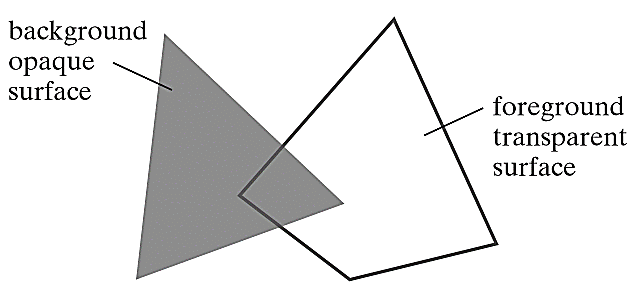 background
opaque
surface
foreground
transparent
surface